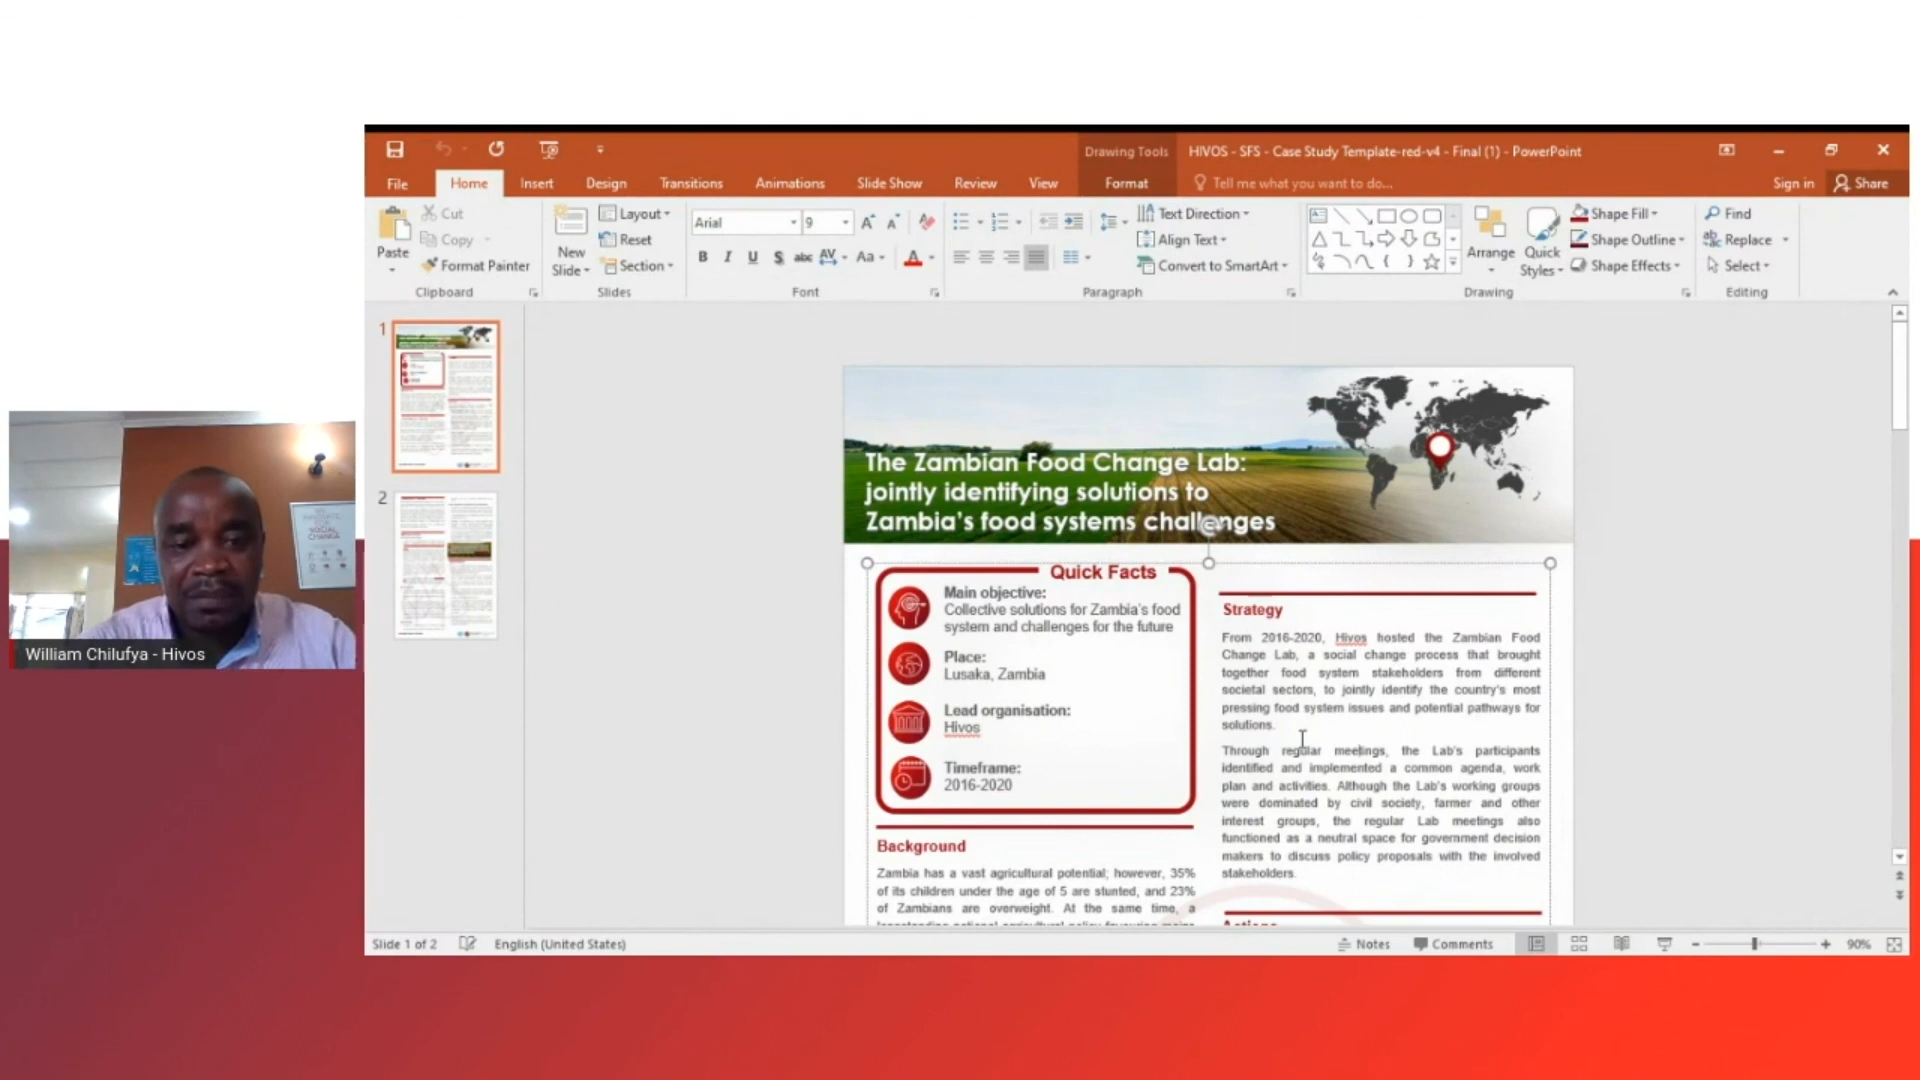 Drawing Tools
HIVOS - SFS - Case Study Template-red-v4 - Final (1) - PowerPoint
File
Home
Insert
Design
Transitions
Animations
Slide Show
Review
View
Format
Tell me what you want to do...
Sign in
Share
Paste
Cut
Copy
Format Painter
Clipboard
New
Slide
Layout
Reset
Section
Slides
Arial
9
B I U S abc AV Aa A
Font
Text Direction
Align Text
Convert to SmartArt
Paragraph
Arrange
Quick
Styles
Shape Fill
Shape Outline
Shape Effects
Drawing
Find
Replace
Select
Editing
1
2
SOCIAL
CHANGE
William Chilufya - Hivos
The Zambian Food Change Lab:
jointly identifying solutions to
Zambia's food systems challenges
Quick Facts
Main objective:
Collective solutions for Zambia's food
system and challenges for the future
Place:
Lusaka, Zambia
Lead organisation:
Hivos
Timeframe:
2016-2020
Background
Zambia has a vast agricultural potential; however, 35%
of its children under the age of 5 are stunted, and 23%
of Zambians are overweight. At the same time, a
Strategy
From 2016-2020, Hivos hosted the Zambian Food
Change Lab, a social change process that brought
together food system stakeholders from different
societal sectors, to jointly identify the country's most
pressing food system issues and potential pathways for
solutions.
Through regular meetings, the Lab's participants
identified and implemented a common agenda, work
plan and activities. Although the Lab's working groups
were dominated by civil society, farmer and other
interest groups, the regular Lab meetings also
functioned as a neutral space for government decision
makers to discuss policy proposals with the involved
stakeholders.
Slide 1 of 2
English (United States)
Notes
Comments
90%